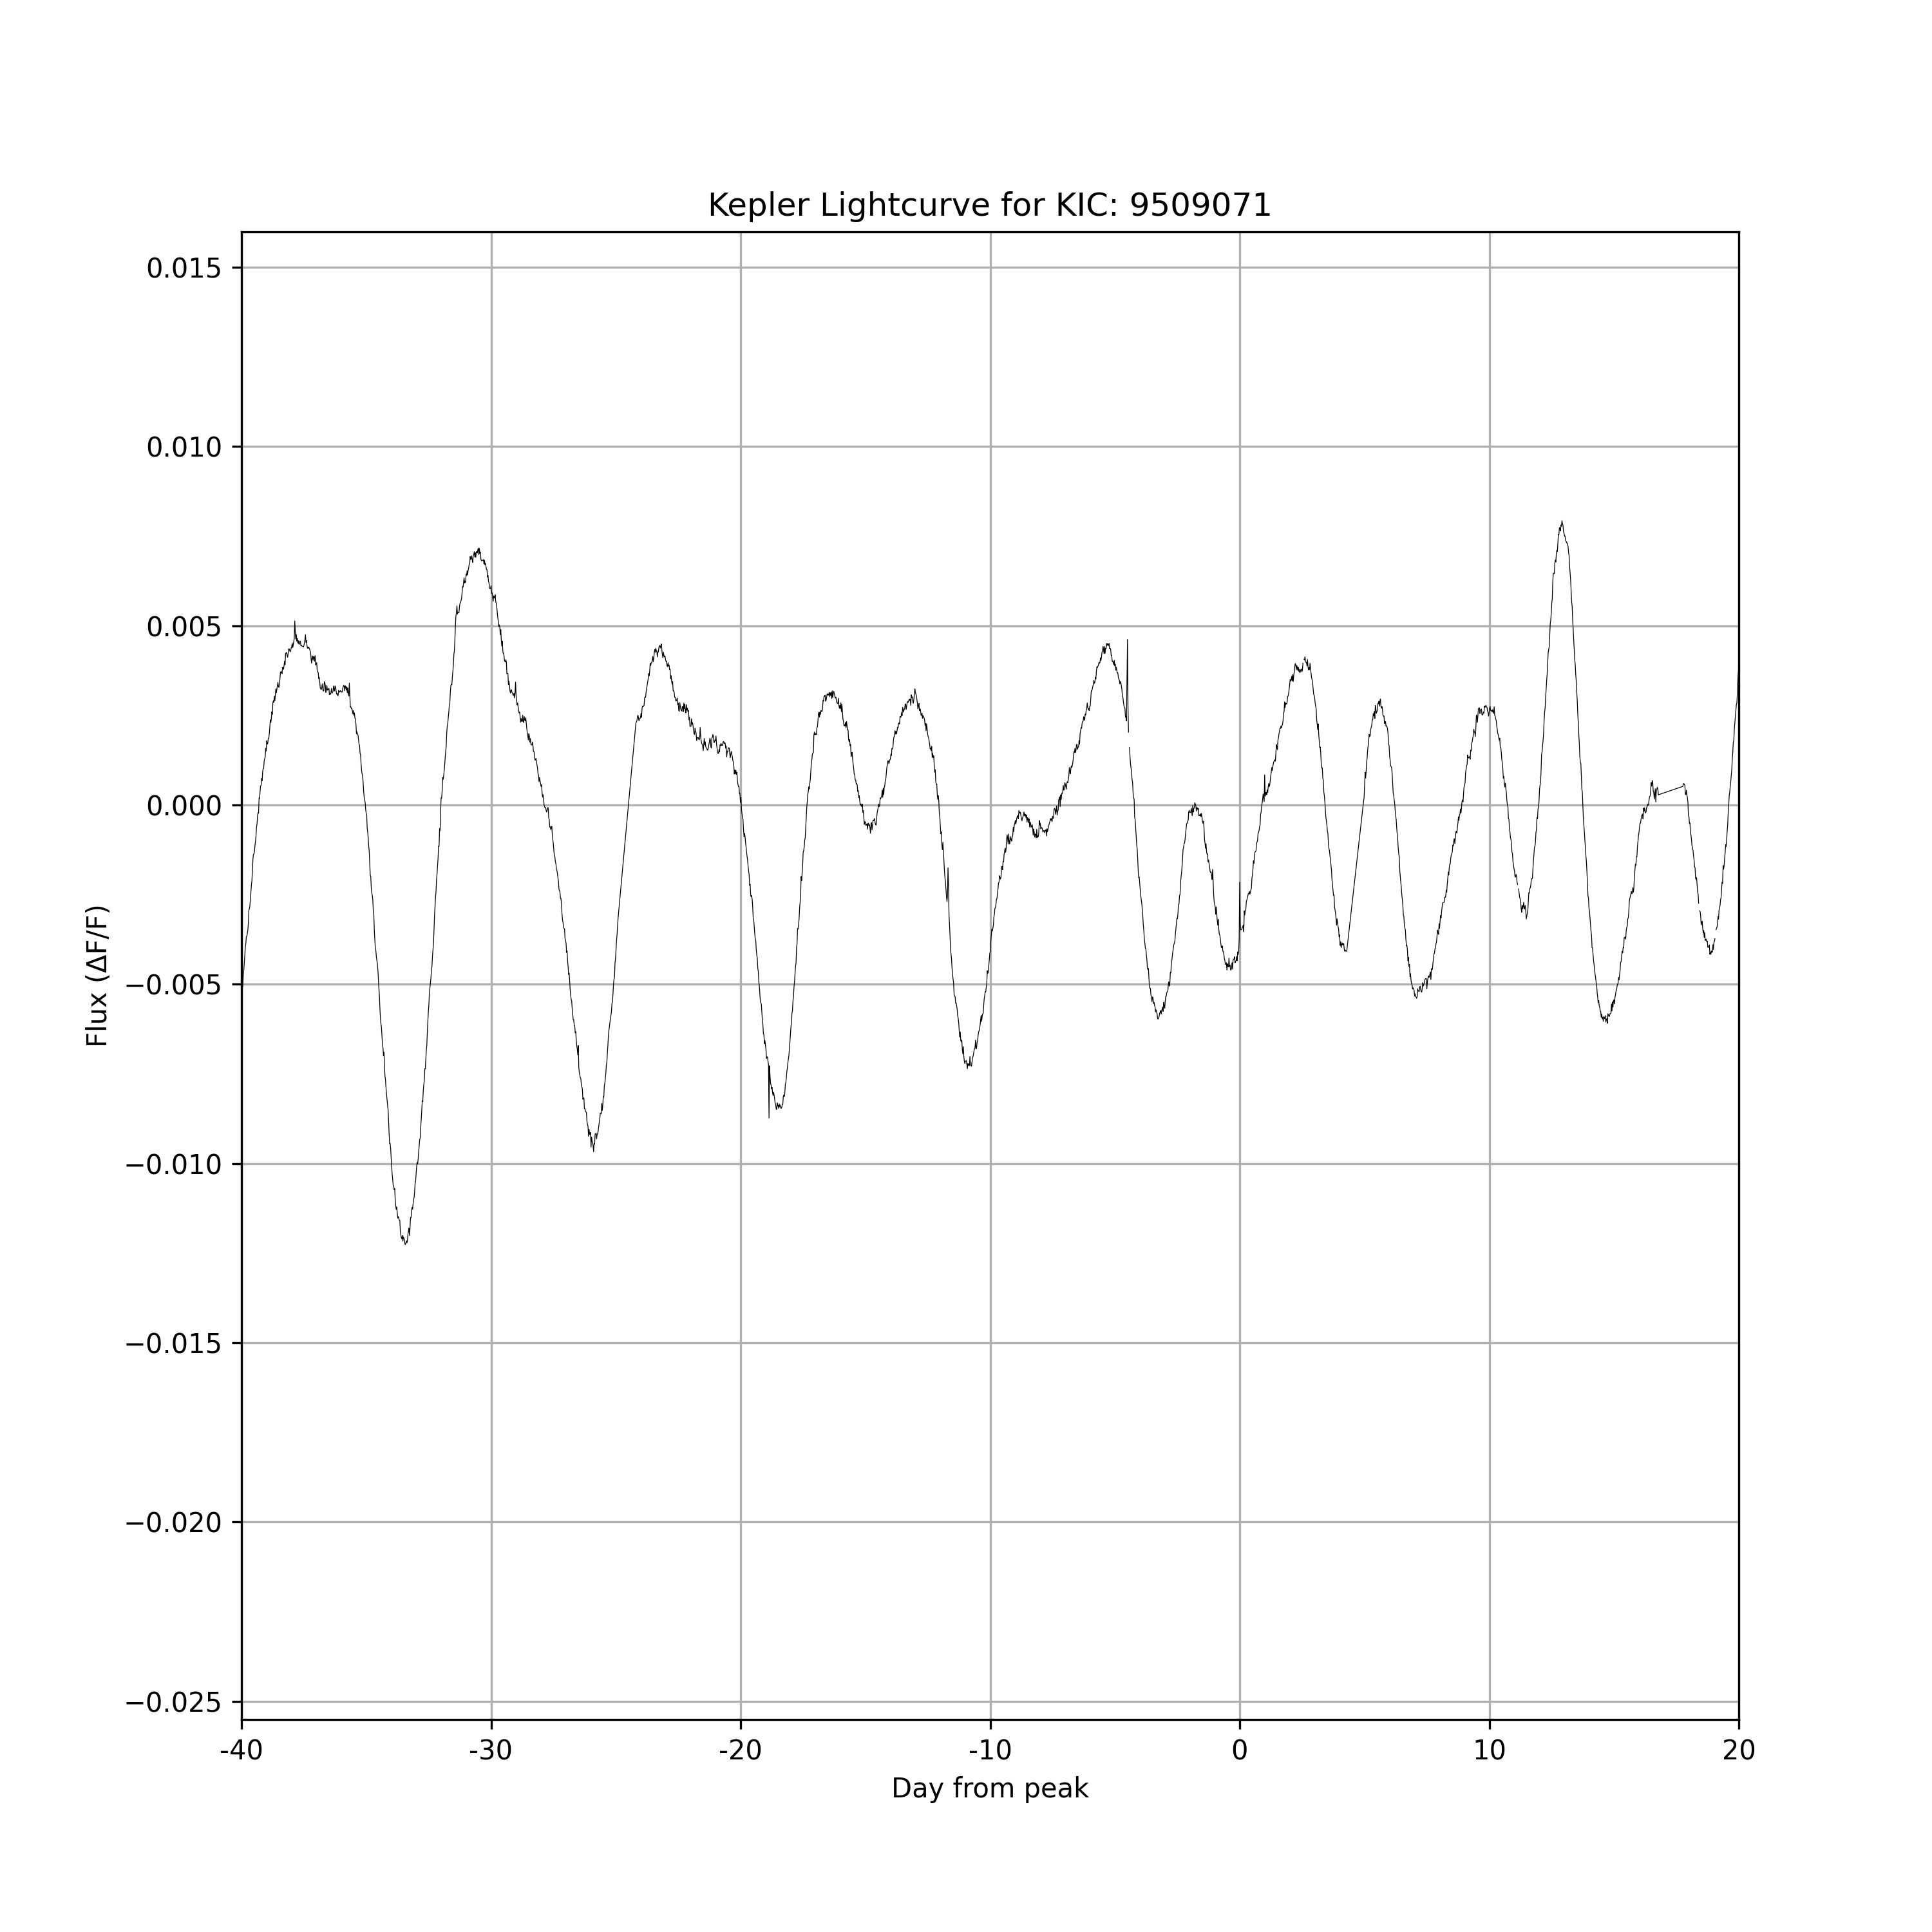 Kepler Lightcurve for KIC: 9509071
0.015
0.010
0.005
0.000
−0.005
−0.010
−0.015
−0.020
−0.025
Flux (ΔF/F)
-40 -30 -20 -10 0 10 20
Day from peak